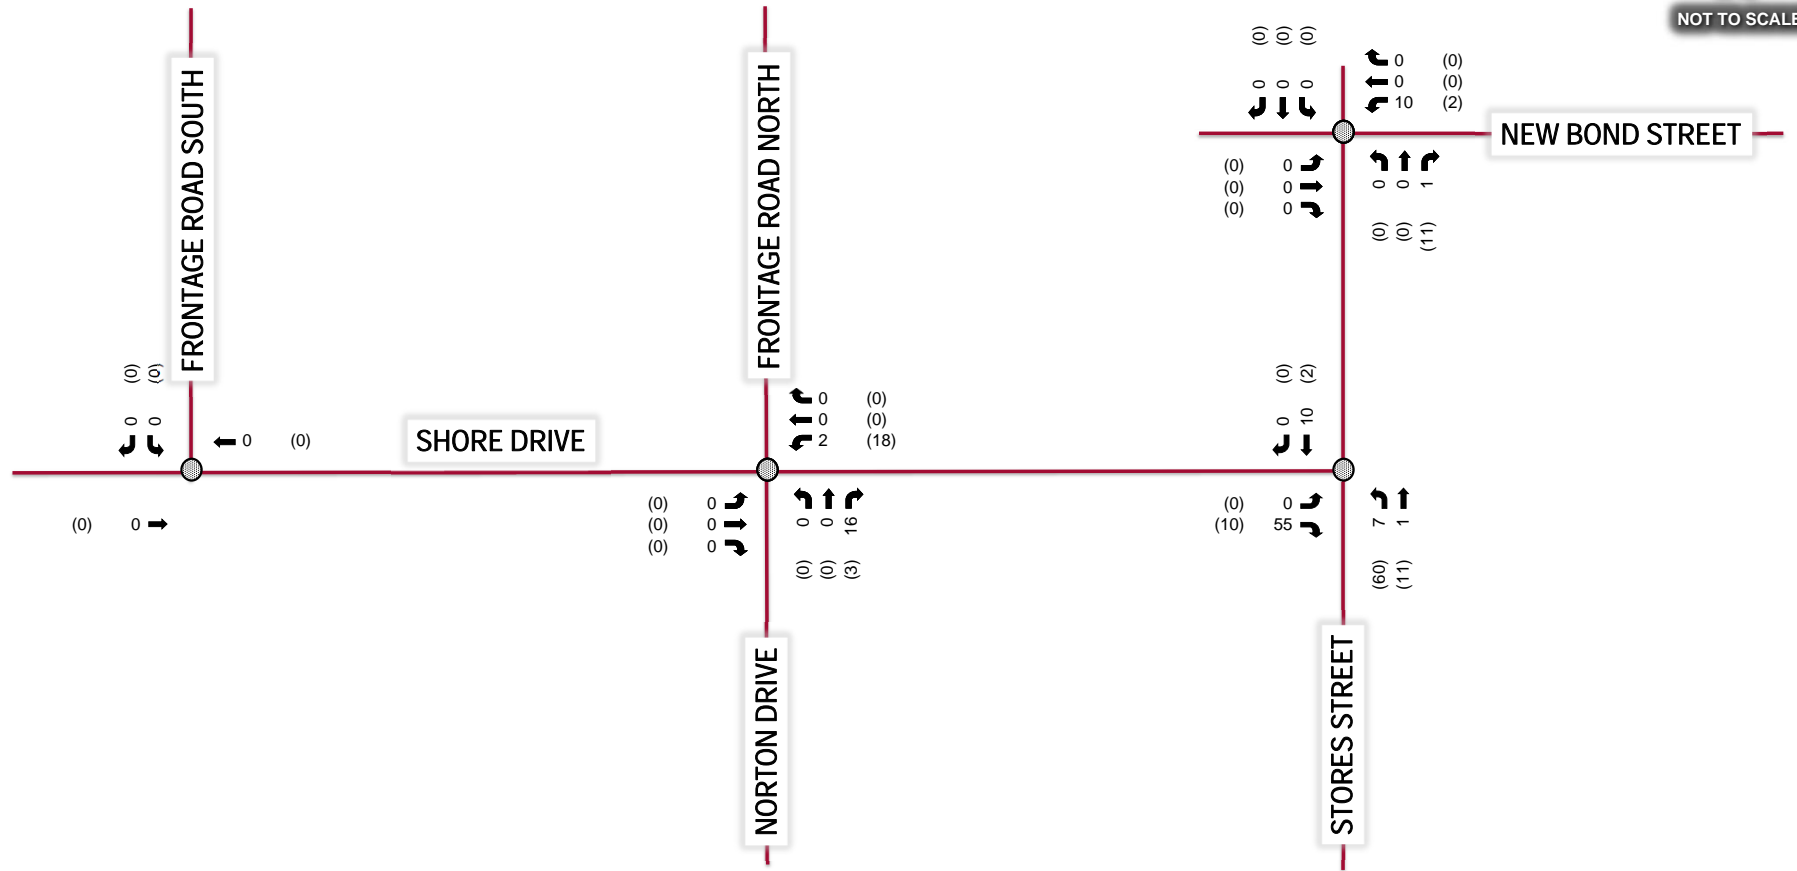 NOT TO SCALE
(0) (0) (0)
0 0 0
0 (0)
0 (0)
10 (2)
NEW BOND STREET
(0) 0
(0) 0
(0) 0
0 0 1
(0) (0) (11)
FRONTAGE ROAD SOUTH
FRONTAGE ROAD NORTH
(0) (0)
0 0
0 (0)
SHORE DRIVE
(0) 0
0 (0)
0 (0)
2 (18)
(0) 0
(0) 0
(0) 0
0 0 16
(0) (0) (3)
(0) (2)
0 10
(0) 0
(10) 55
7 1
(60) (11)
NORTON DRIVE
STORES STREET